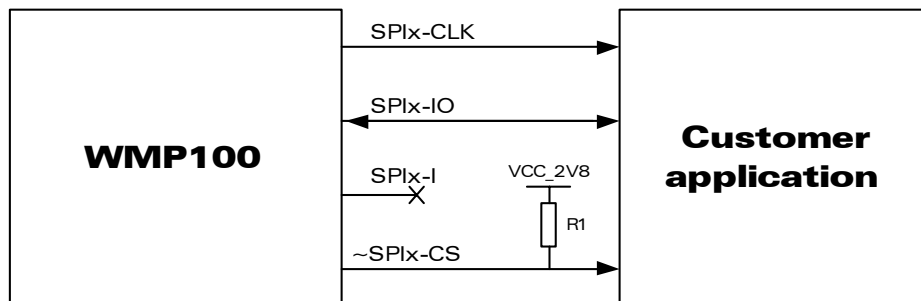 SPIx-CLK
SPIx-IO
WMP100
Customer
application
SPIx-I
VCC_2V8
R1
~SPIx-CS